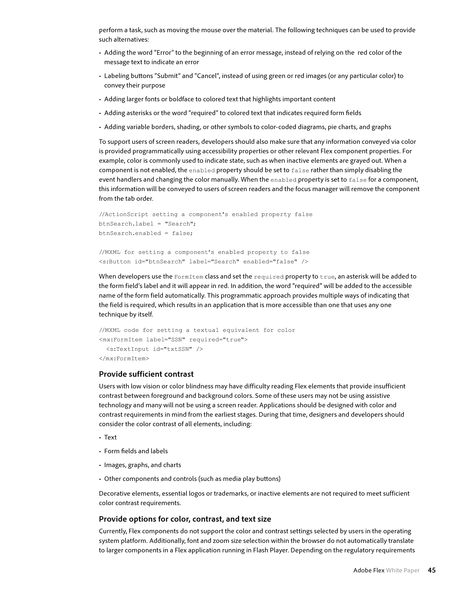 perform a task, such as moving the mouse over the material. The following techniques can be used to provide
such alternatives:
• Adding the word “Error” to the beginning of an error message, instead of relying on the  red color of the
message text to indicate an error
• Labeling buttons “Submit” and “Cancel”, instead of using green or red images (or any particular color) to
convey their purpose
• Adding larger fonts or boldface to colored text that highlights important content
• Adding asterisks or the word “required” to colored text that indicates required form fields
• Adding variable borders, shading, or other symbols to color-coded diagrams, pie charts, and graphs
To support users of screen readers, developers should also make sure that any information conveyed via color
is provided programmatically using accessibility properties or other relevant Flex component properties. For
example, color is commonly used to indicate state, such as when inactive elements are grayed out. When a
component is not enabled, the enabled property should be set to false rather than simply disabling the
event handlers and changing the color manually. When the enabled property is set to false for a component,
this information will be conveyed to users of screen readers and the focus manager will remove the component
from the tab order.
//ActionScript setting a component's enabled property false
btnSearch.label = "Search";
btnSearch.enabled = false;
//MXML for setting a component's enabled property to false
<s:Button id="btnSearch" label="Search" enabled="false" />
When developers use the FormItem class and set the required property to true, an asterisk will be added to
the form field’s label and it will appear in red. In addition, the word “required” will be added to the accessible
name of the form field automatically. This programmatic approach provides multiple ways of indicating that
the field is required, which results in an application that is more accessible than one that uses any one
technique by itself.
//MXML code for setting a textual equivalent for color
<mx:FormItem label="SSN" required="true">
<s:TextInput id="txtSSN" />
</mx:FormItem>
Provide sufficient contrast
Users with low vision or color blindness may have difficulty reading Flex elements that provide insufficient
contrast between foreground and background colors. Some of these users may not be using assistive
technology and many will not be using a screen reader. Applications should be designed with color and
contrast requirements in mind from the earliest stages. During that time, designers and developers should
consider the color contrast of all elements, including:
• Text
• Form fields and labels
• Images, graphs, and charts
• Other components and controls (such as media play buttons)
Decorative elements, essential logos or trademarks, or inactive elements are not required to meet sufficient
color contrast requirements.
Provide options for color, contrast, and text size
Currently, Flex components do not support the color and contrast settings selected by users in the operating
system platform. Additionally, font and zoom size selection within the browser do not automatically translate
to larger components in a Flex application running in Flash Player. Depending on the regulatory requirements
Adobe Flex White Paper 45